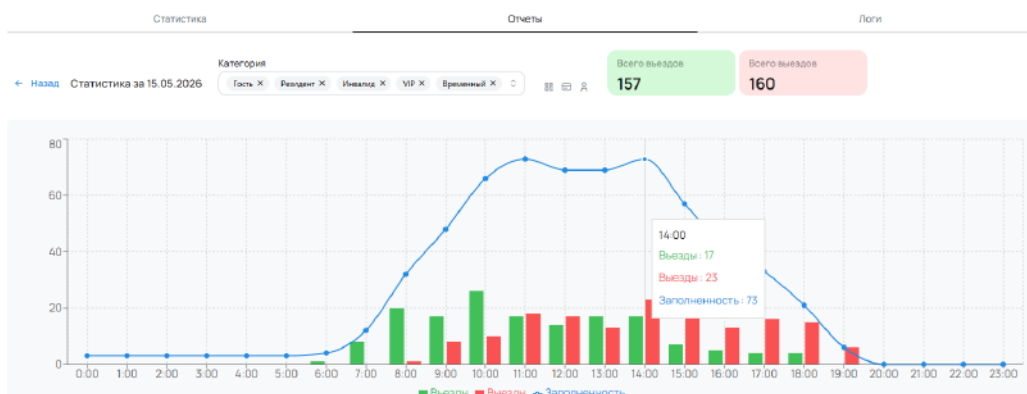 Статистика
Отчеты
Логи
← Назад
Статистика за 15.05.2026
Категория
Гость × Резидент × Инвалид × VIP × Временный ×
Всего въездов
157
Всего выездов
160
80
60
40
20
0
14:00
Въезды : 17
Выезды : 23
Заполненность : 73
0:00 1:00 2:00 3:00 4:00 5:00 6:00 7:00 8:00 9:00 10:00 11:00 12:00 13:00 14:00 15:00 16:00 17:00 18:00 19:00 20:00 21:00 22:00 23:00
Въезды Выезды Заполненность